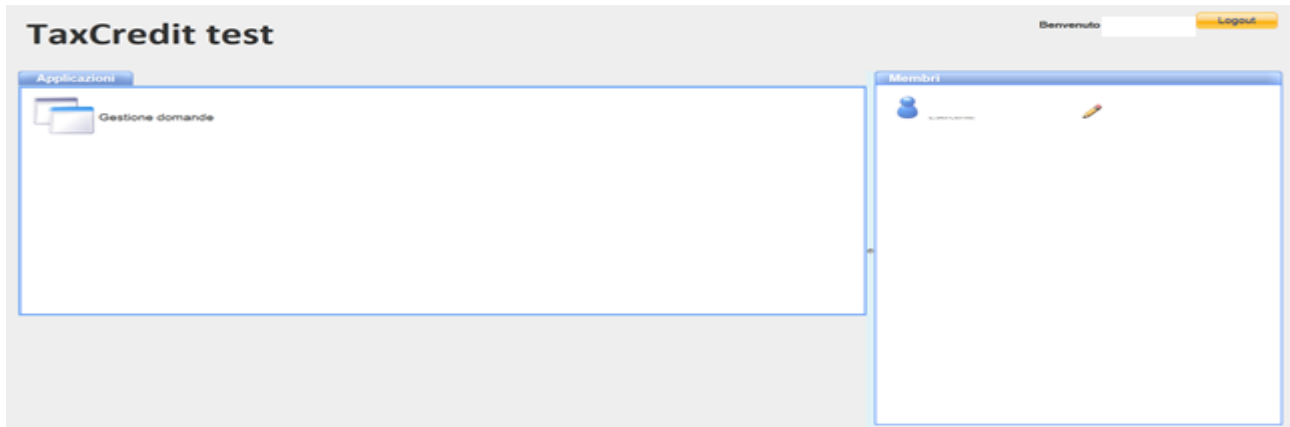 TaxCredit test
Benvenuto
Logout
Applicazioni
Membri
Gestione domande